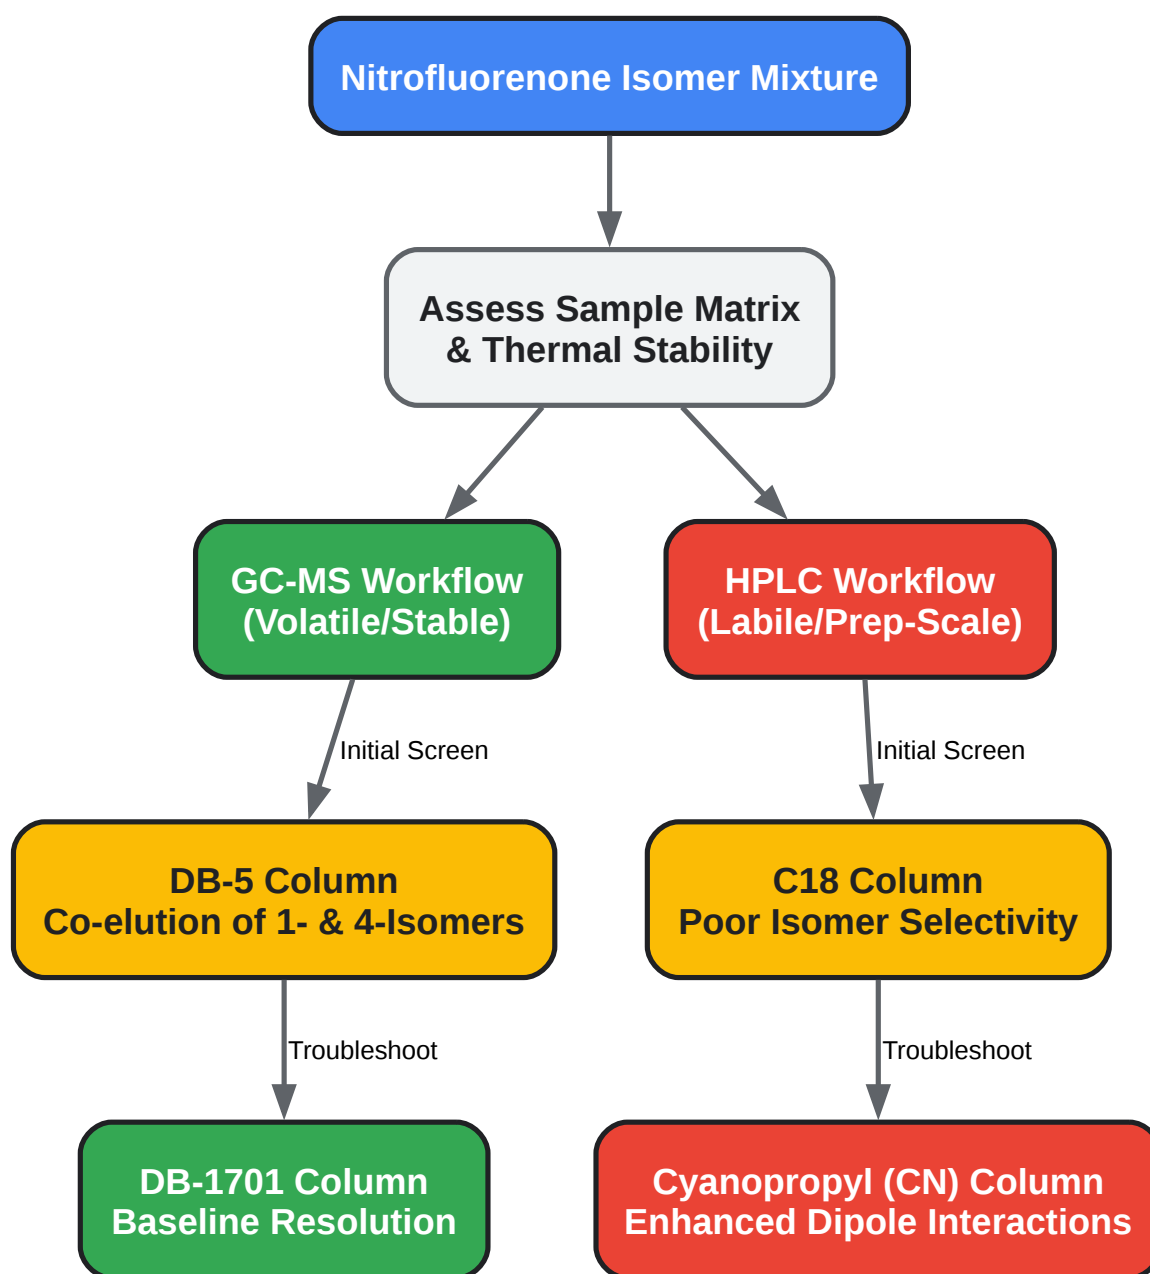 Nitrofluorenone Isomer Mixture
Assess Sample Matrix
& Thermal Stability
GC-MS Workflow
(Volatile/Stable)
HPLC Workflow
(Labile/Prep-Scale)
Initial Screen
Initial Screen
DB-5 Column
Co-elution of 1- & 4-Isomers
C18 Column
Poor Isomer Selectivity
Troubleshoot
Troubleshoot
DB-1701 Column
Baseline Resolution
Cyanopropyl (CN) Column
Enhanced Dipole Interactions